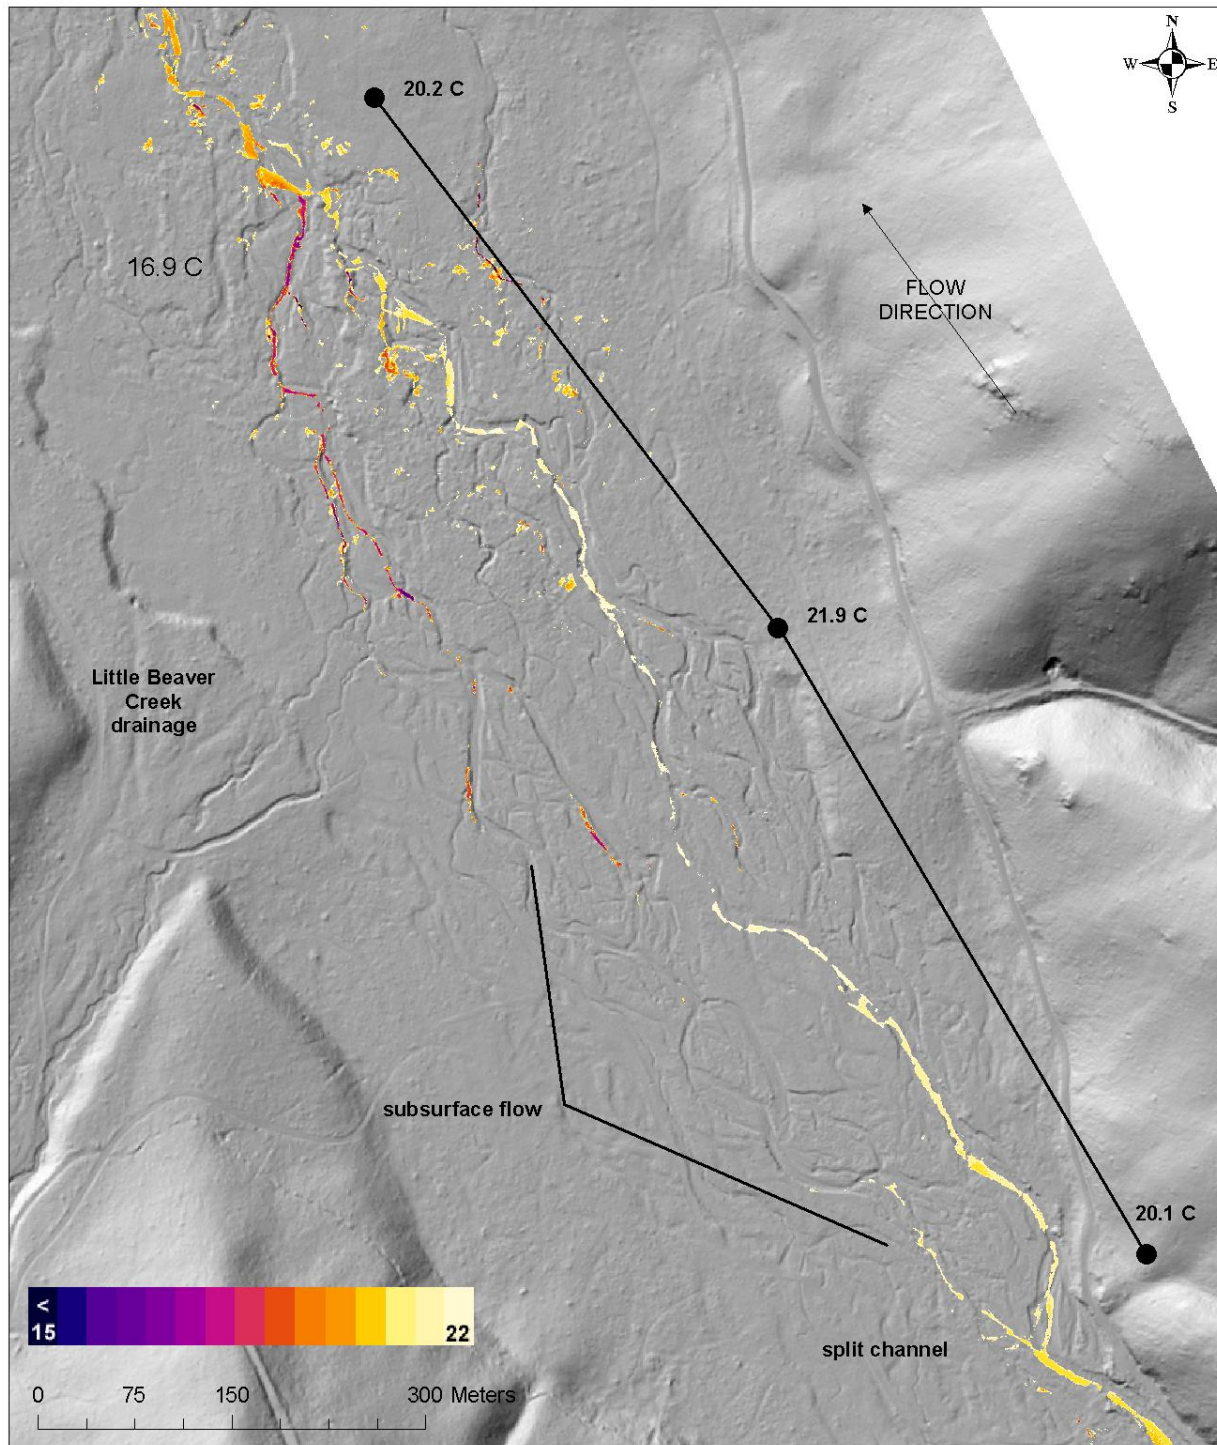 N
W E
S
20.2 C
16.9 C
FLOW
DIRECTION
21.9 C
Little Beaver
Creek
drainage
subsurface flow
20.1 C
split channel
<
15 22
0 75 150 300 Meters